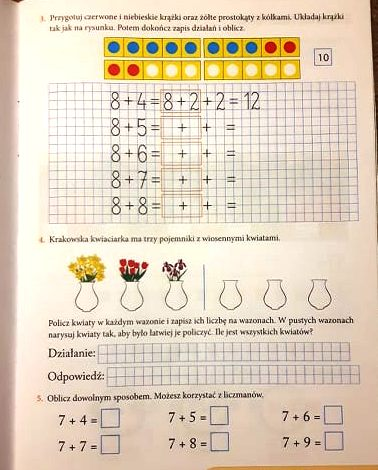 3. Przygotuj czerwone i niebieskie krążki oraz żółte prostokąty z kółkami. Układaj krążki
tak jak na rysunku. Potem dokończ zapis działań i oblicz.
10
8 + 4 = 8 + 2 + 2 = 12
8 + 5 = + + =
8 + 6 = + + =
8 + 7 = + + =
8 + 8 = + + =
4. Krakowska kwiaciarka ma trzy pojemniki z wiosennymi kwiatami.
Policz kwiaty w każdym wazonie i zapisz ich liczbę na wazonach. W pustych wazonach
narysuj kwiaty tak, aby było łatwiej je policzyć. Ile jest wszystkich kwiatów?
Działanie:
Odpowiedź:
5. Oblicz dowolnym sposobem. Możesz korzystać z liczmanów.
7 + 4 = 7 + 5 = 7 + 6 =
7 + 7 = 7 + 8 = 7 + 9 =